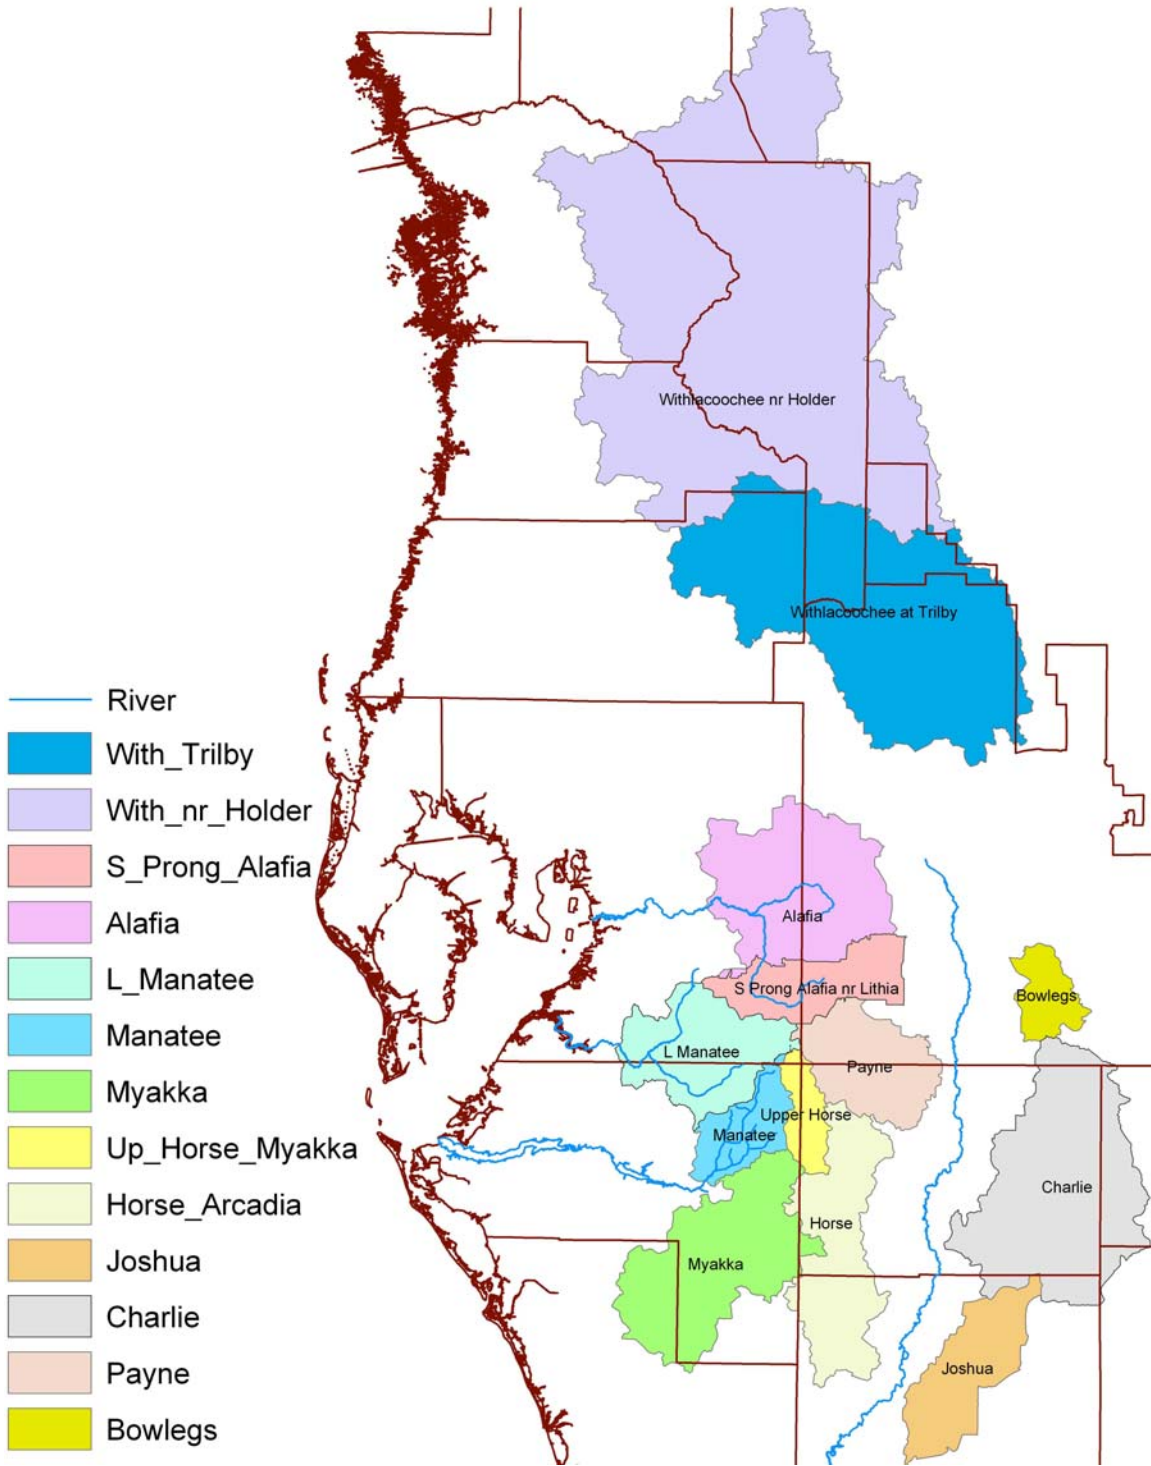 Withlacoochee nr Holder
Withlacoochee at Trilby
River
With_Trilby
With_nr_Holder
S_Prong_Alafia
Alafia
L_Manatee
Manatee
Myakka
Up_Horse_Myakka
Horse_Arcadia
Joshua
Charlie
Payne
Bowlegs
Alafia
S Prong Alafia nr Lithia
Bowlegs
L Manatee
Payne
Upper Horse
Manatee
Charlie
Horse
Myakka
Joshua